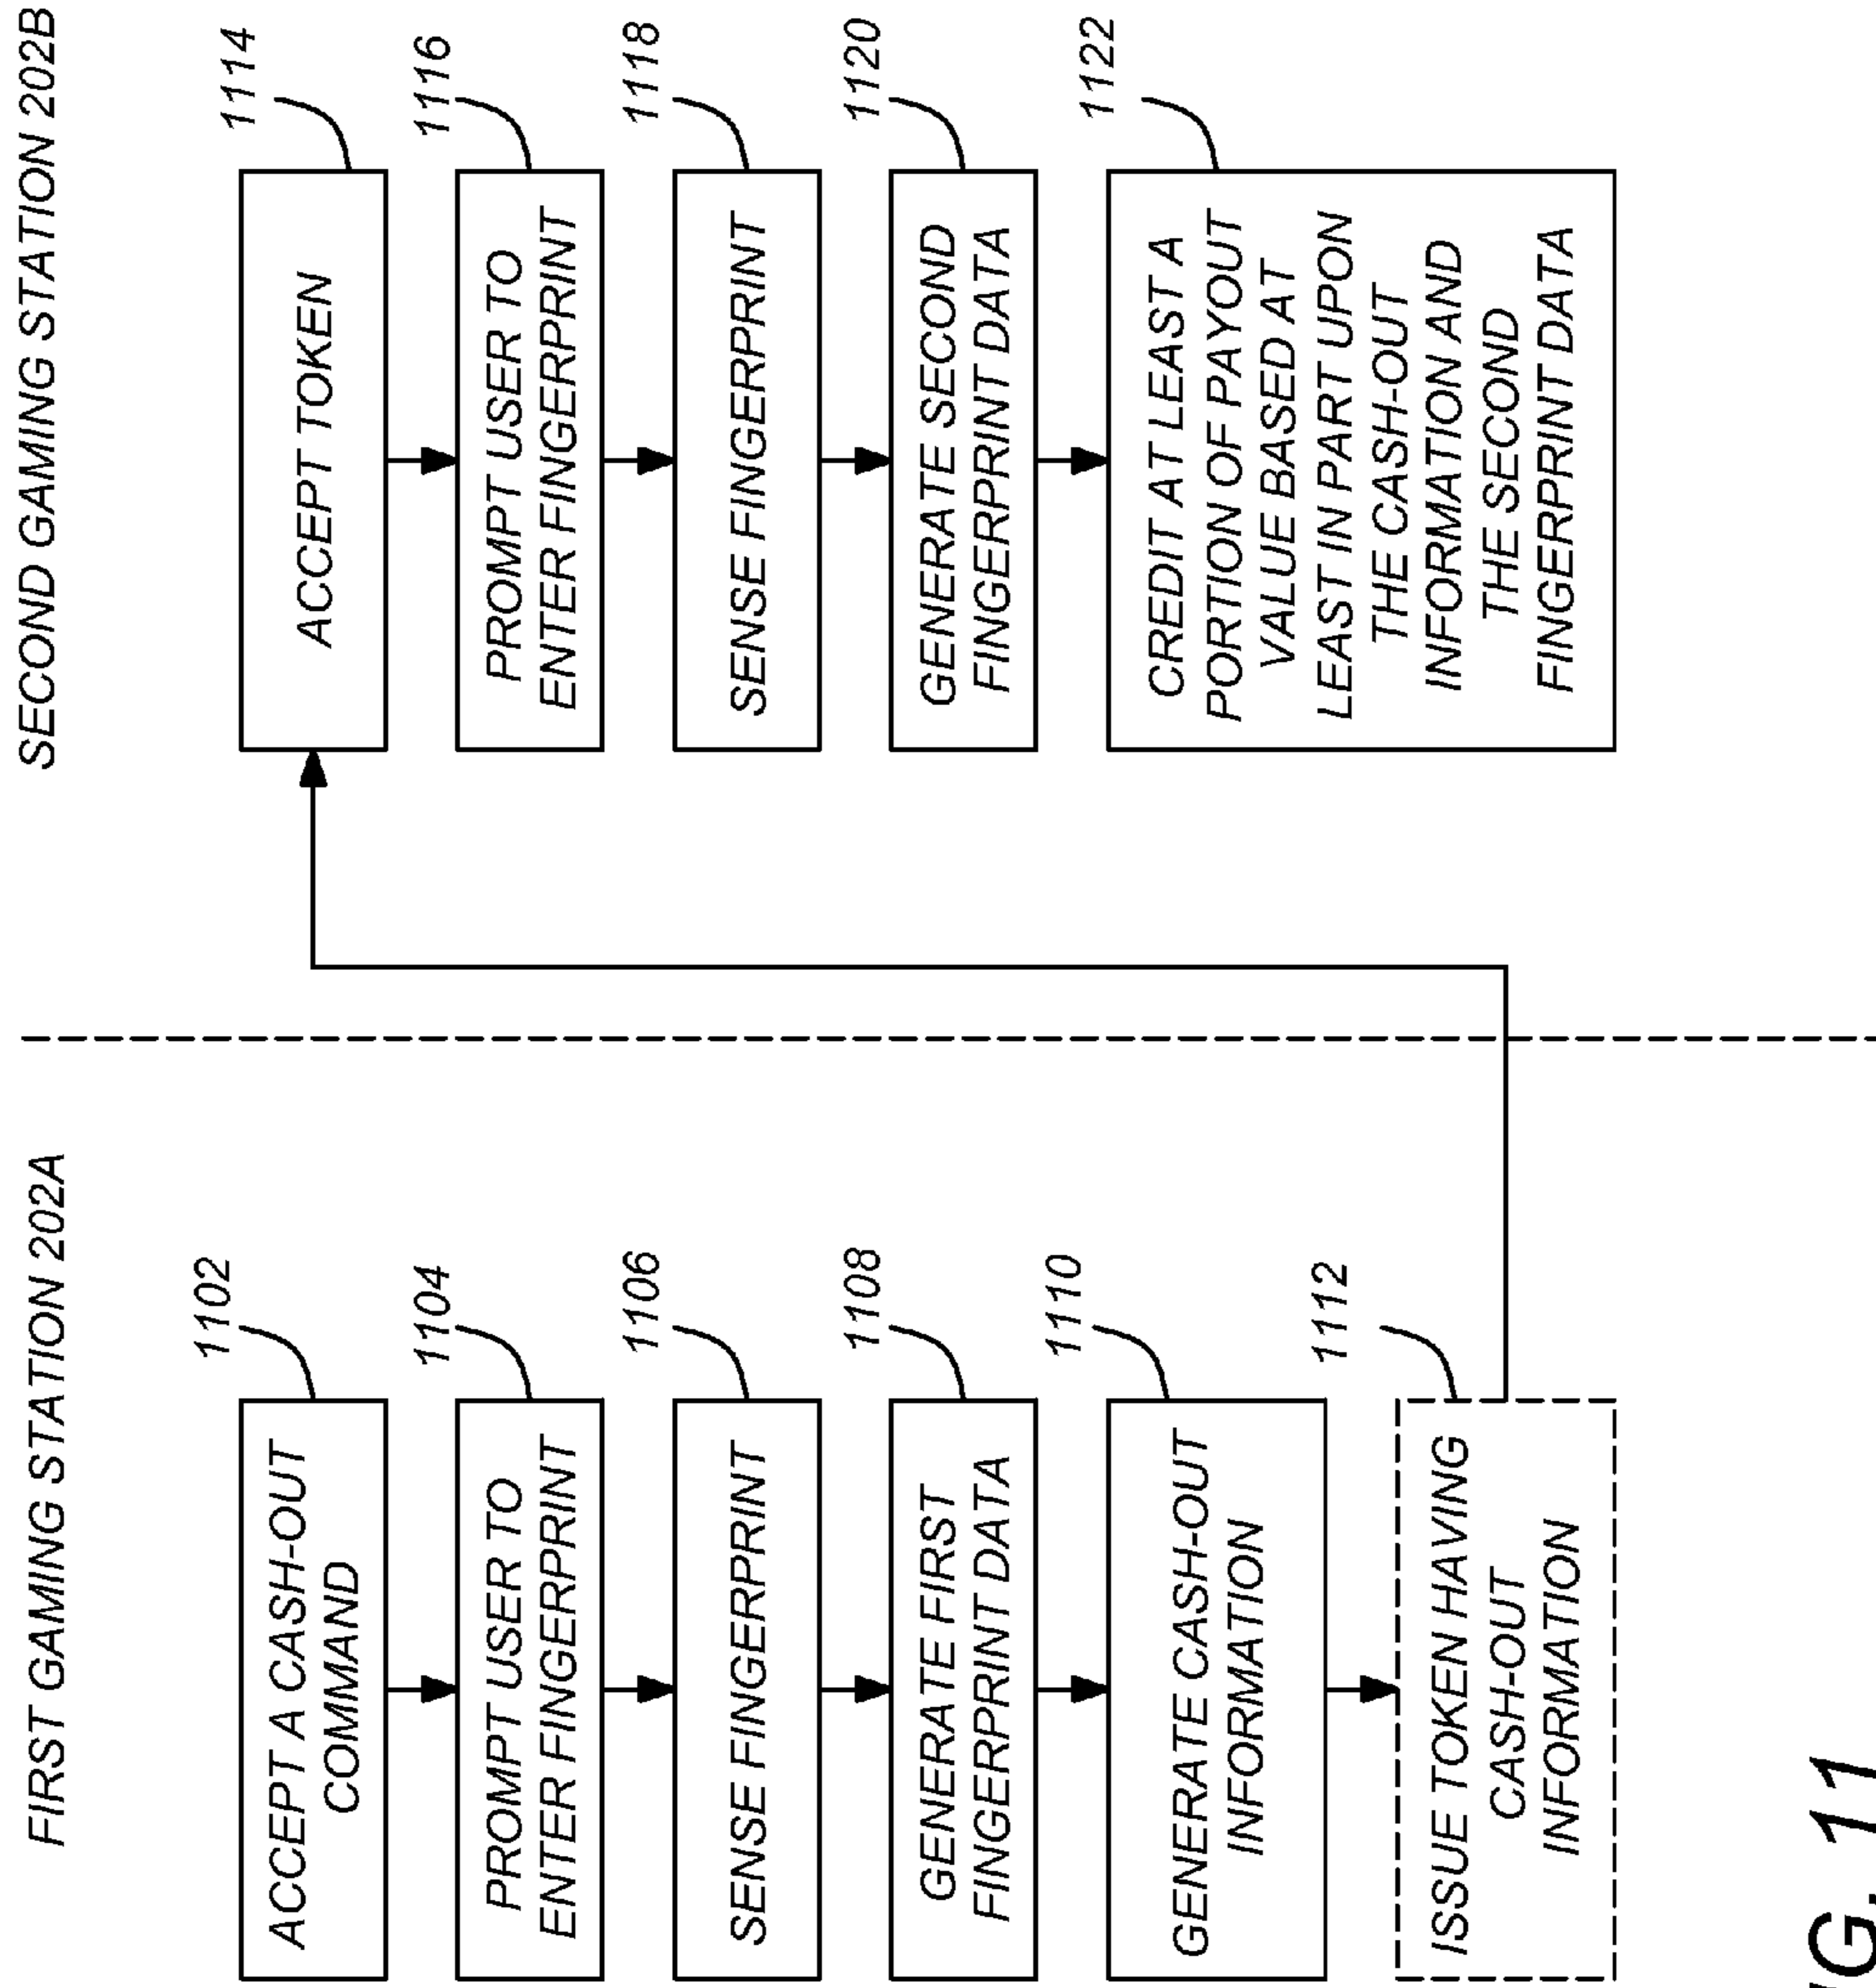 FIRST GAMING STATION 202A
1102
ACCEPT A CASH-OUT
COMMAND
1104
PROMPT USER TO
ENTER FINGERPRINT
1106
SENSE FINGERPRINT
1108
GENERATE FIRST
FINGERPRINT DATA
1110
GENERATE CASH-OUT
INFORMATION
1112
ISSUE TOKEN HAVING
CASH-OUT
INFORMATION
SECOND GAMING STATION 202B
1114
ACCEPT TOKEN
1116
PROMPT USER TO
ENTER FINGERPRINT
1118
SENSE FINGERPRINT
1120
GENERATE SECOND
FINGERPRINT DATA
1122
CREDIT AT LEAST A
PORTION OF PAYOUT
VALUE BASED AT
LEAST IN PART UPON
THE CASH-OUT
INFORMATION AND
THE SECOND
FINGERPRINT DATA
IG. 11